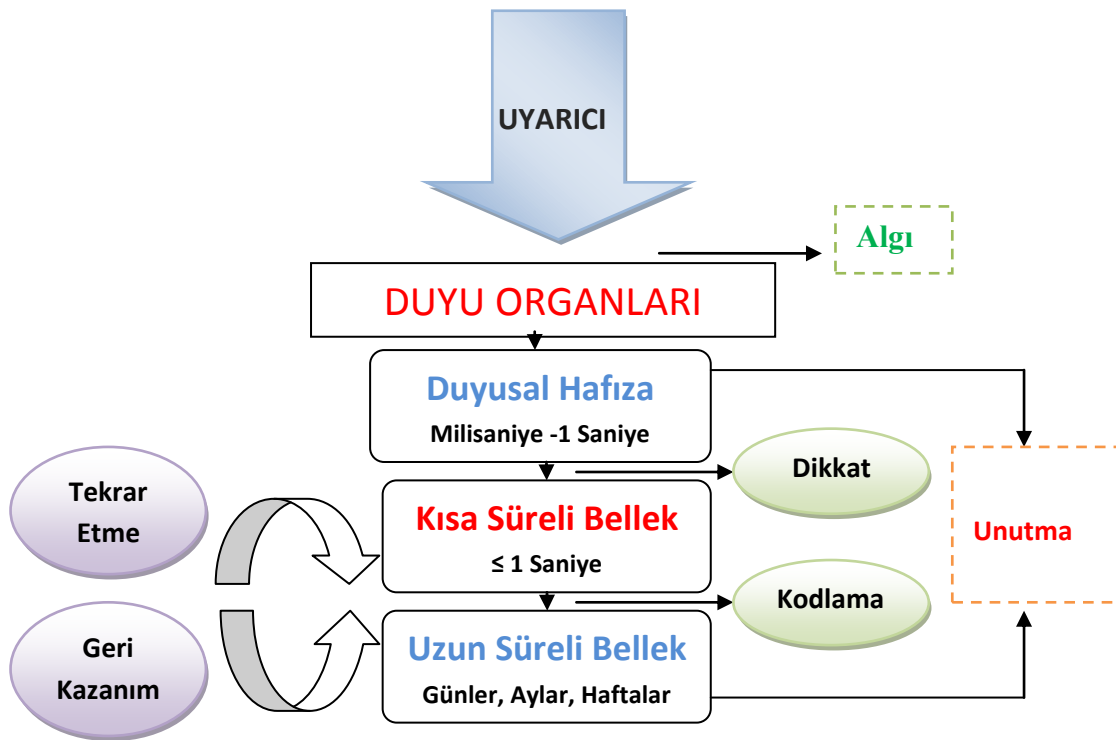 UYARICI
Algı
DUYU ORGANLARI
Duyusal Hafıza
Milisaniye -1 Saniye
Dikkat
Tekrar
Etme
Kısa Süreli Bellek
≤ 1 Saniye
Unutma
Kodlama
Geri
Kazanım
Uzun Süreli Bellek
Günler, Aylar, Haftalar